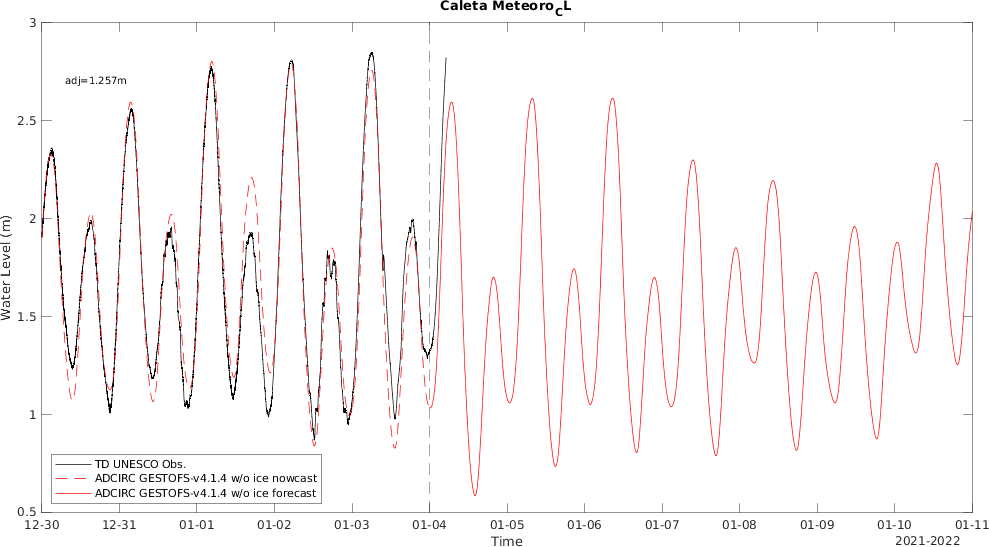 Caleta Meteoro_CL
adj=1.257m
3
2.5
2
1.5
1
0.5
Water Level (m)
TD UNESCO Obs.
ADCIRC GESTOFS-v4.1.4 w/o ice nowcast
ADCIRC GESTOFS-v4.1.4 w/o ice forecast
12-30 12-31 01-01 01-02 01-03 01-04 01-05 01-06 01-07 01-08 01-09 01-10 01-11
Time
2021-2022